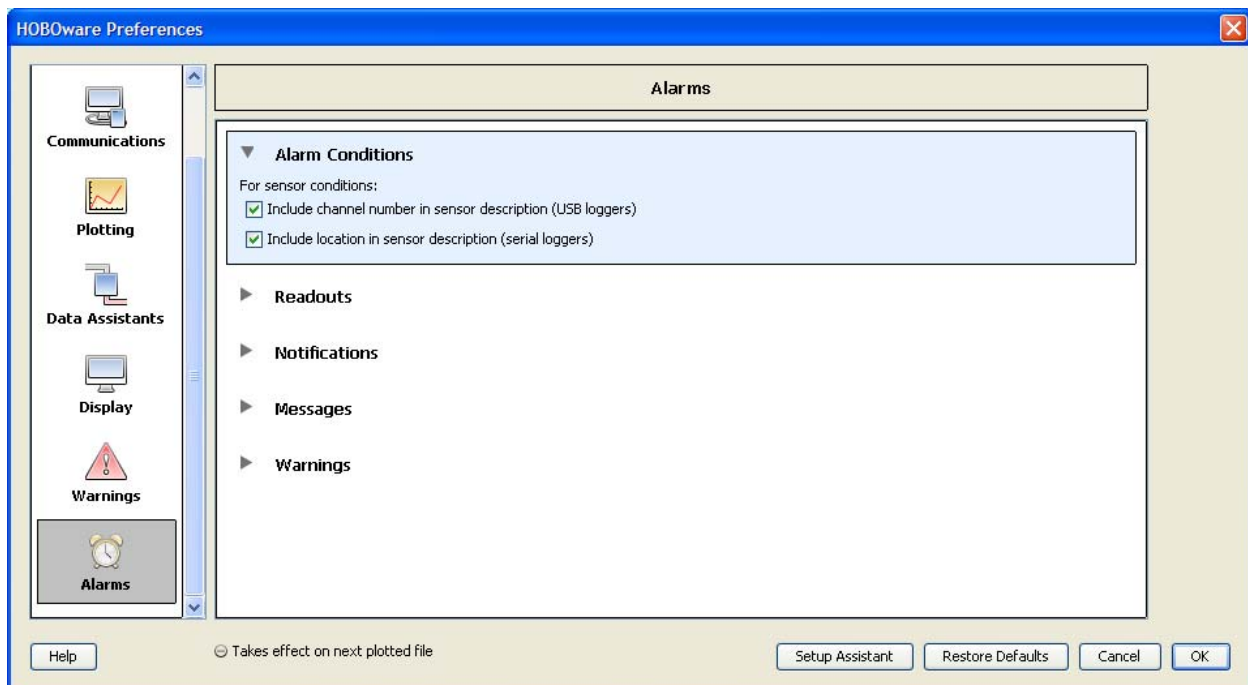 HOBOware Preferences
Communications
Plotting
Data Assistants
Display
Warnings
Alarms
Alarms
Alarm Conditions
For sensor conditions:
Include channel number in sensor description (USB loggers)
Include location in sensor description (serial loggers)
Readouts
Notifications
Messages
Warnings
Help
Takes effect on next plotted file
Setup Assistant
Restore Defaults
Cancel
OK